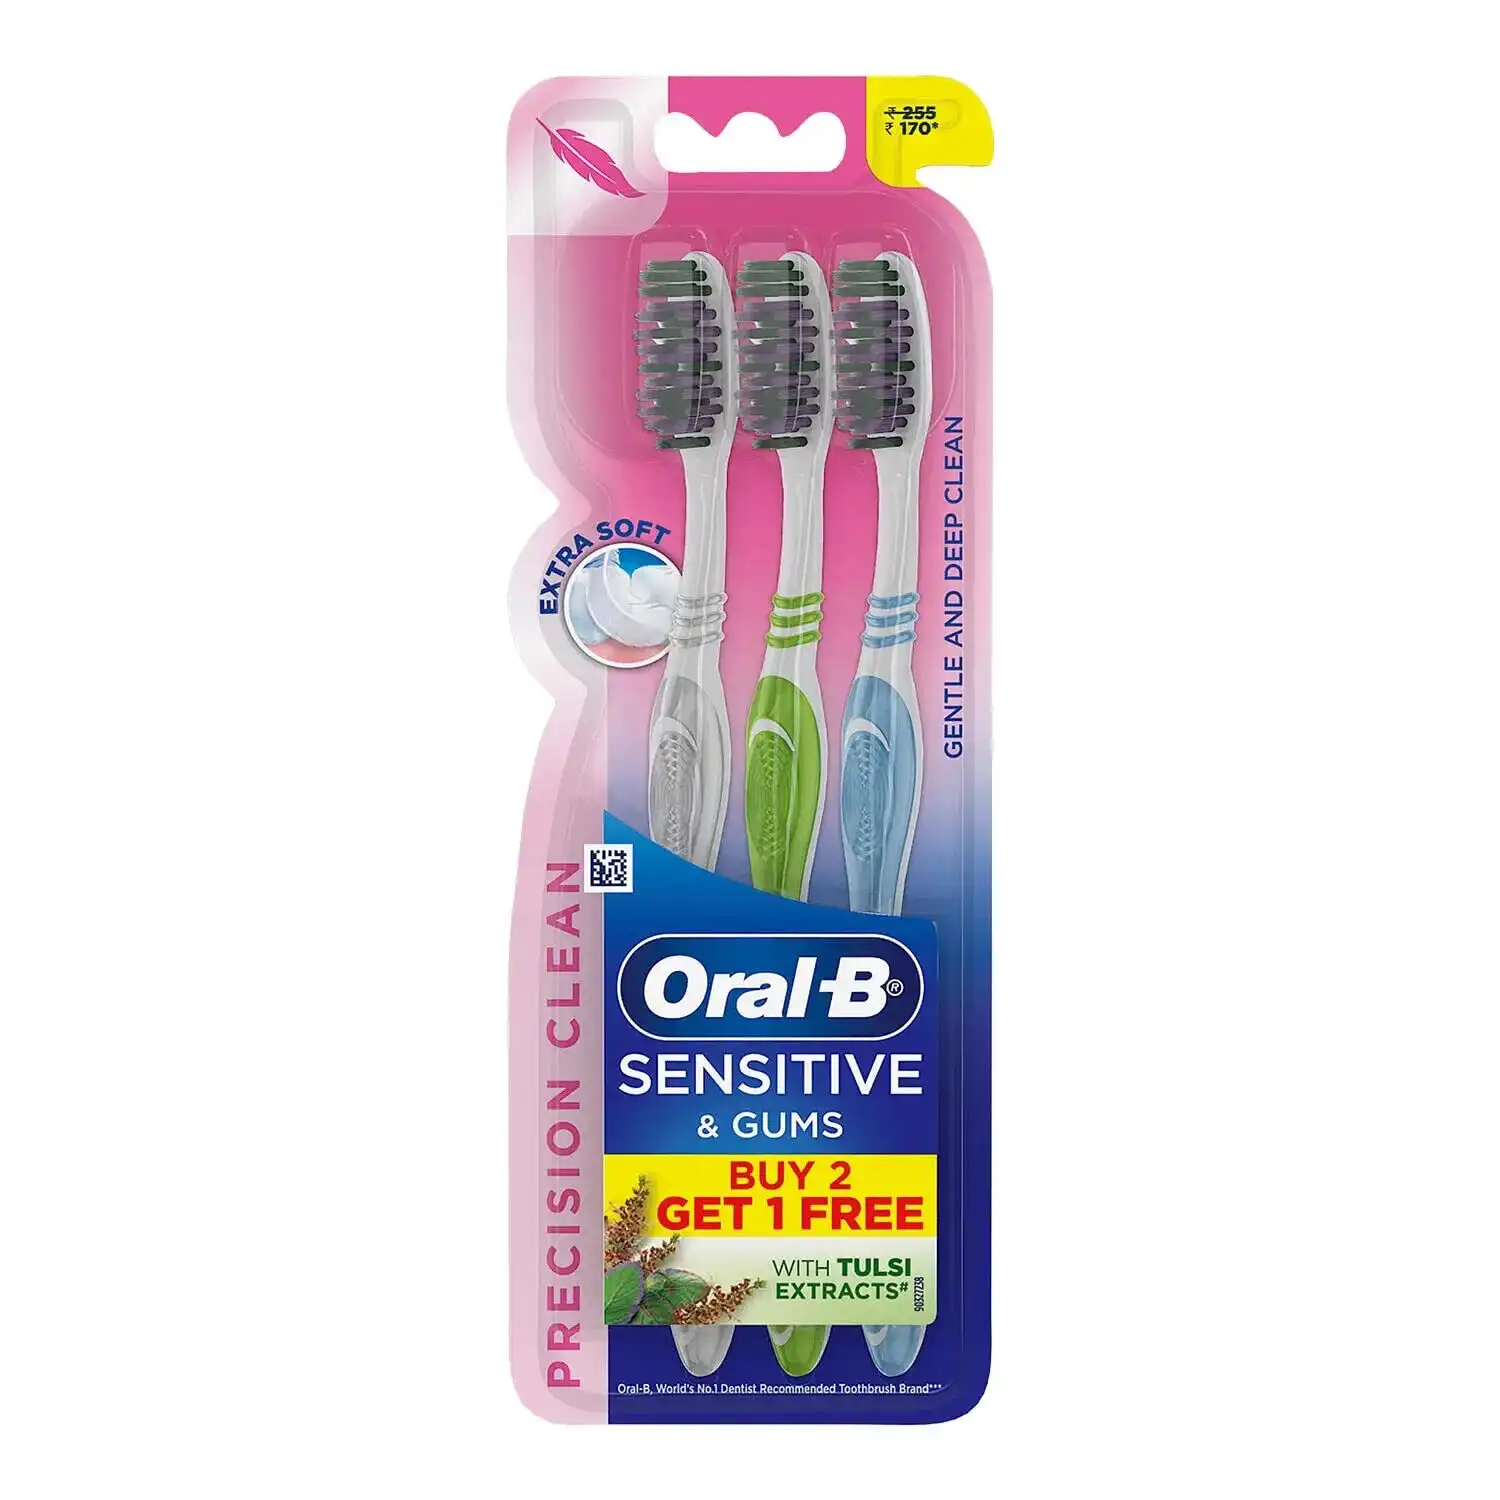 ₹ 255
₹ 170*
EXTRA SOFT
GENTLE AND DEEP CLEAN
PRECISION CLEAN
Oral-B®
SENSITIVE
& GUMS
BUY 2
GET 1 FREE
WITH TULSI
EXTRACTS#
90327238
Oral-B, World's No.1 Dentist Recommended Toothbrush Brand***